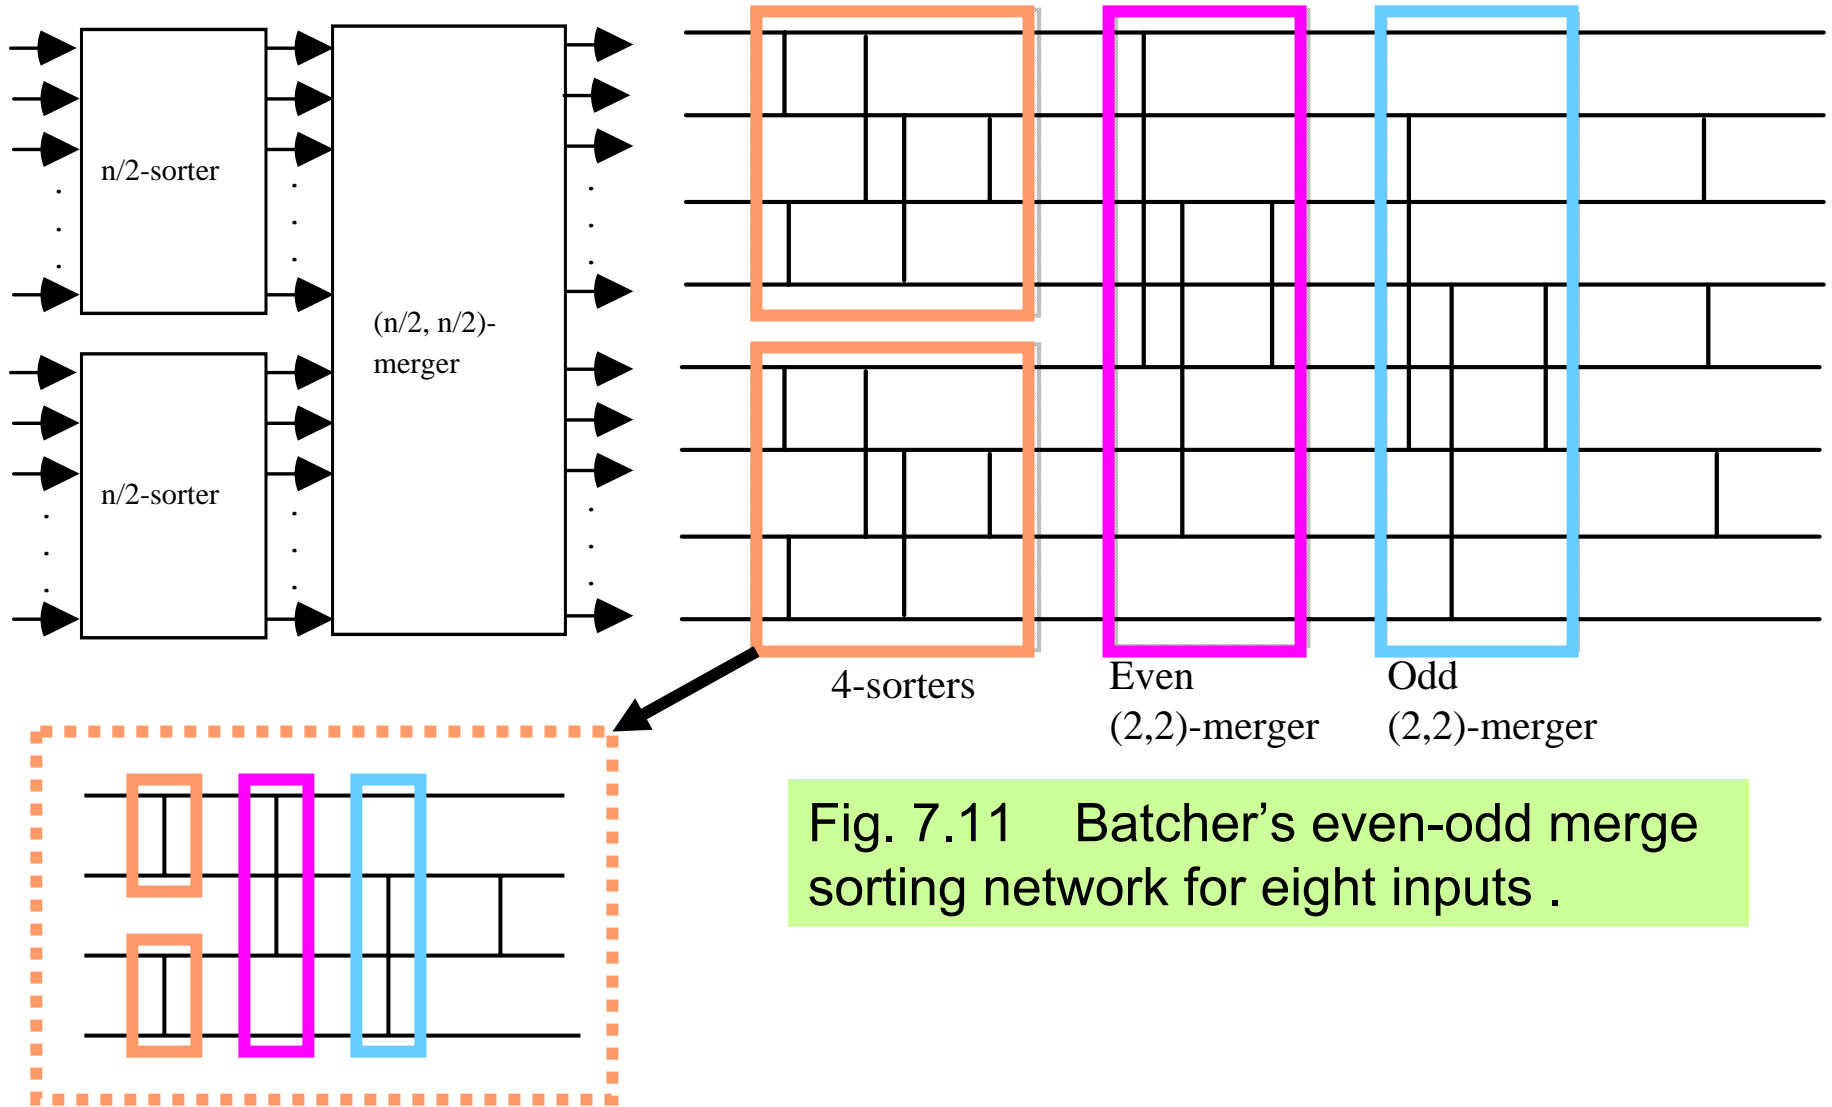 n/2-sorter
(n/2, n/2)-
merger
n/2-sorter
4-sorters
Even
(2,2)-merger
Odd
(2,2)-merger
Fig. 7.11 Batcher’s even-odd merge
sorting network for eight inputs .